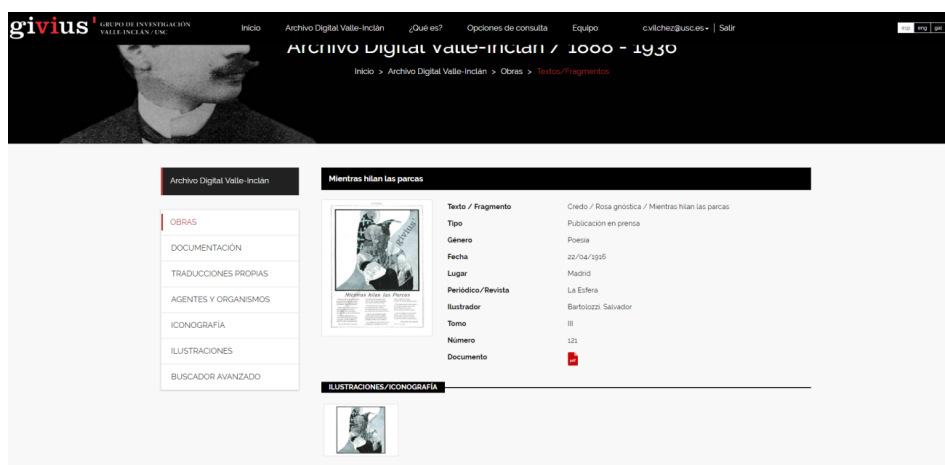 givius' GRUPO DE INVESTIGACIÓN
VALLE-INCLÁN / USC
Inicio Archivo Digital Valle-Inclán ¿Qué es? Opciones de consulta Equipo c.vilchez@usc.es | Salir
esp eng gal
Archivo Digital Valle-Inclán / 1888 - 1936
Inicio > Archivo Digital Valle-Inclán > Obras > Textos/Fragmentos
Archivo Digital Valle-Inclán
OBRAS
DOCUMENTACIÓN
TRADUCCIONES PROPIAS
AGENTES Y ORGANISMOS
ICONOGRAFÍA
ILUSTRACIONES
BUSCADOR AVANZADO
Mientras hilan las parcas
givius'
Mientras hilan las Parcas
Texto / Fragmento Credo / Rosa gnóstica / Mientras hilan las parcas
Tipo Publicación en prensa
Género Poesía
Fecha 22/04/1916
Lugar Madrid
Periódico/Revista La Esfera
Ilustrador Bartolozzi, Salvador
Tomo III
Número 121
Documento
ILUSTRACIONES/ICONOGRAFÍA